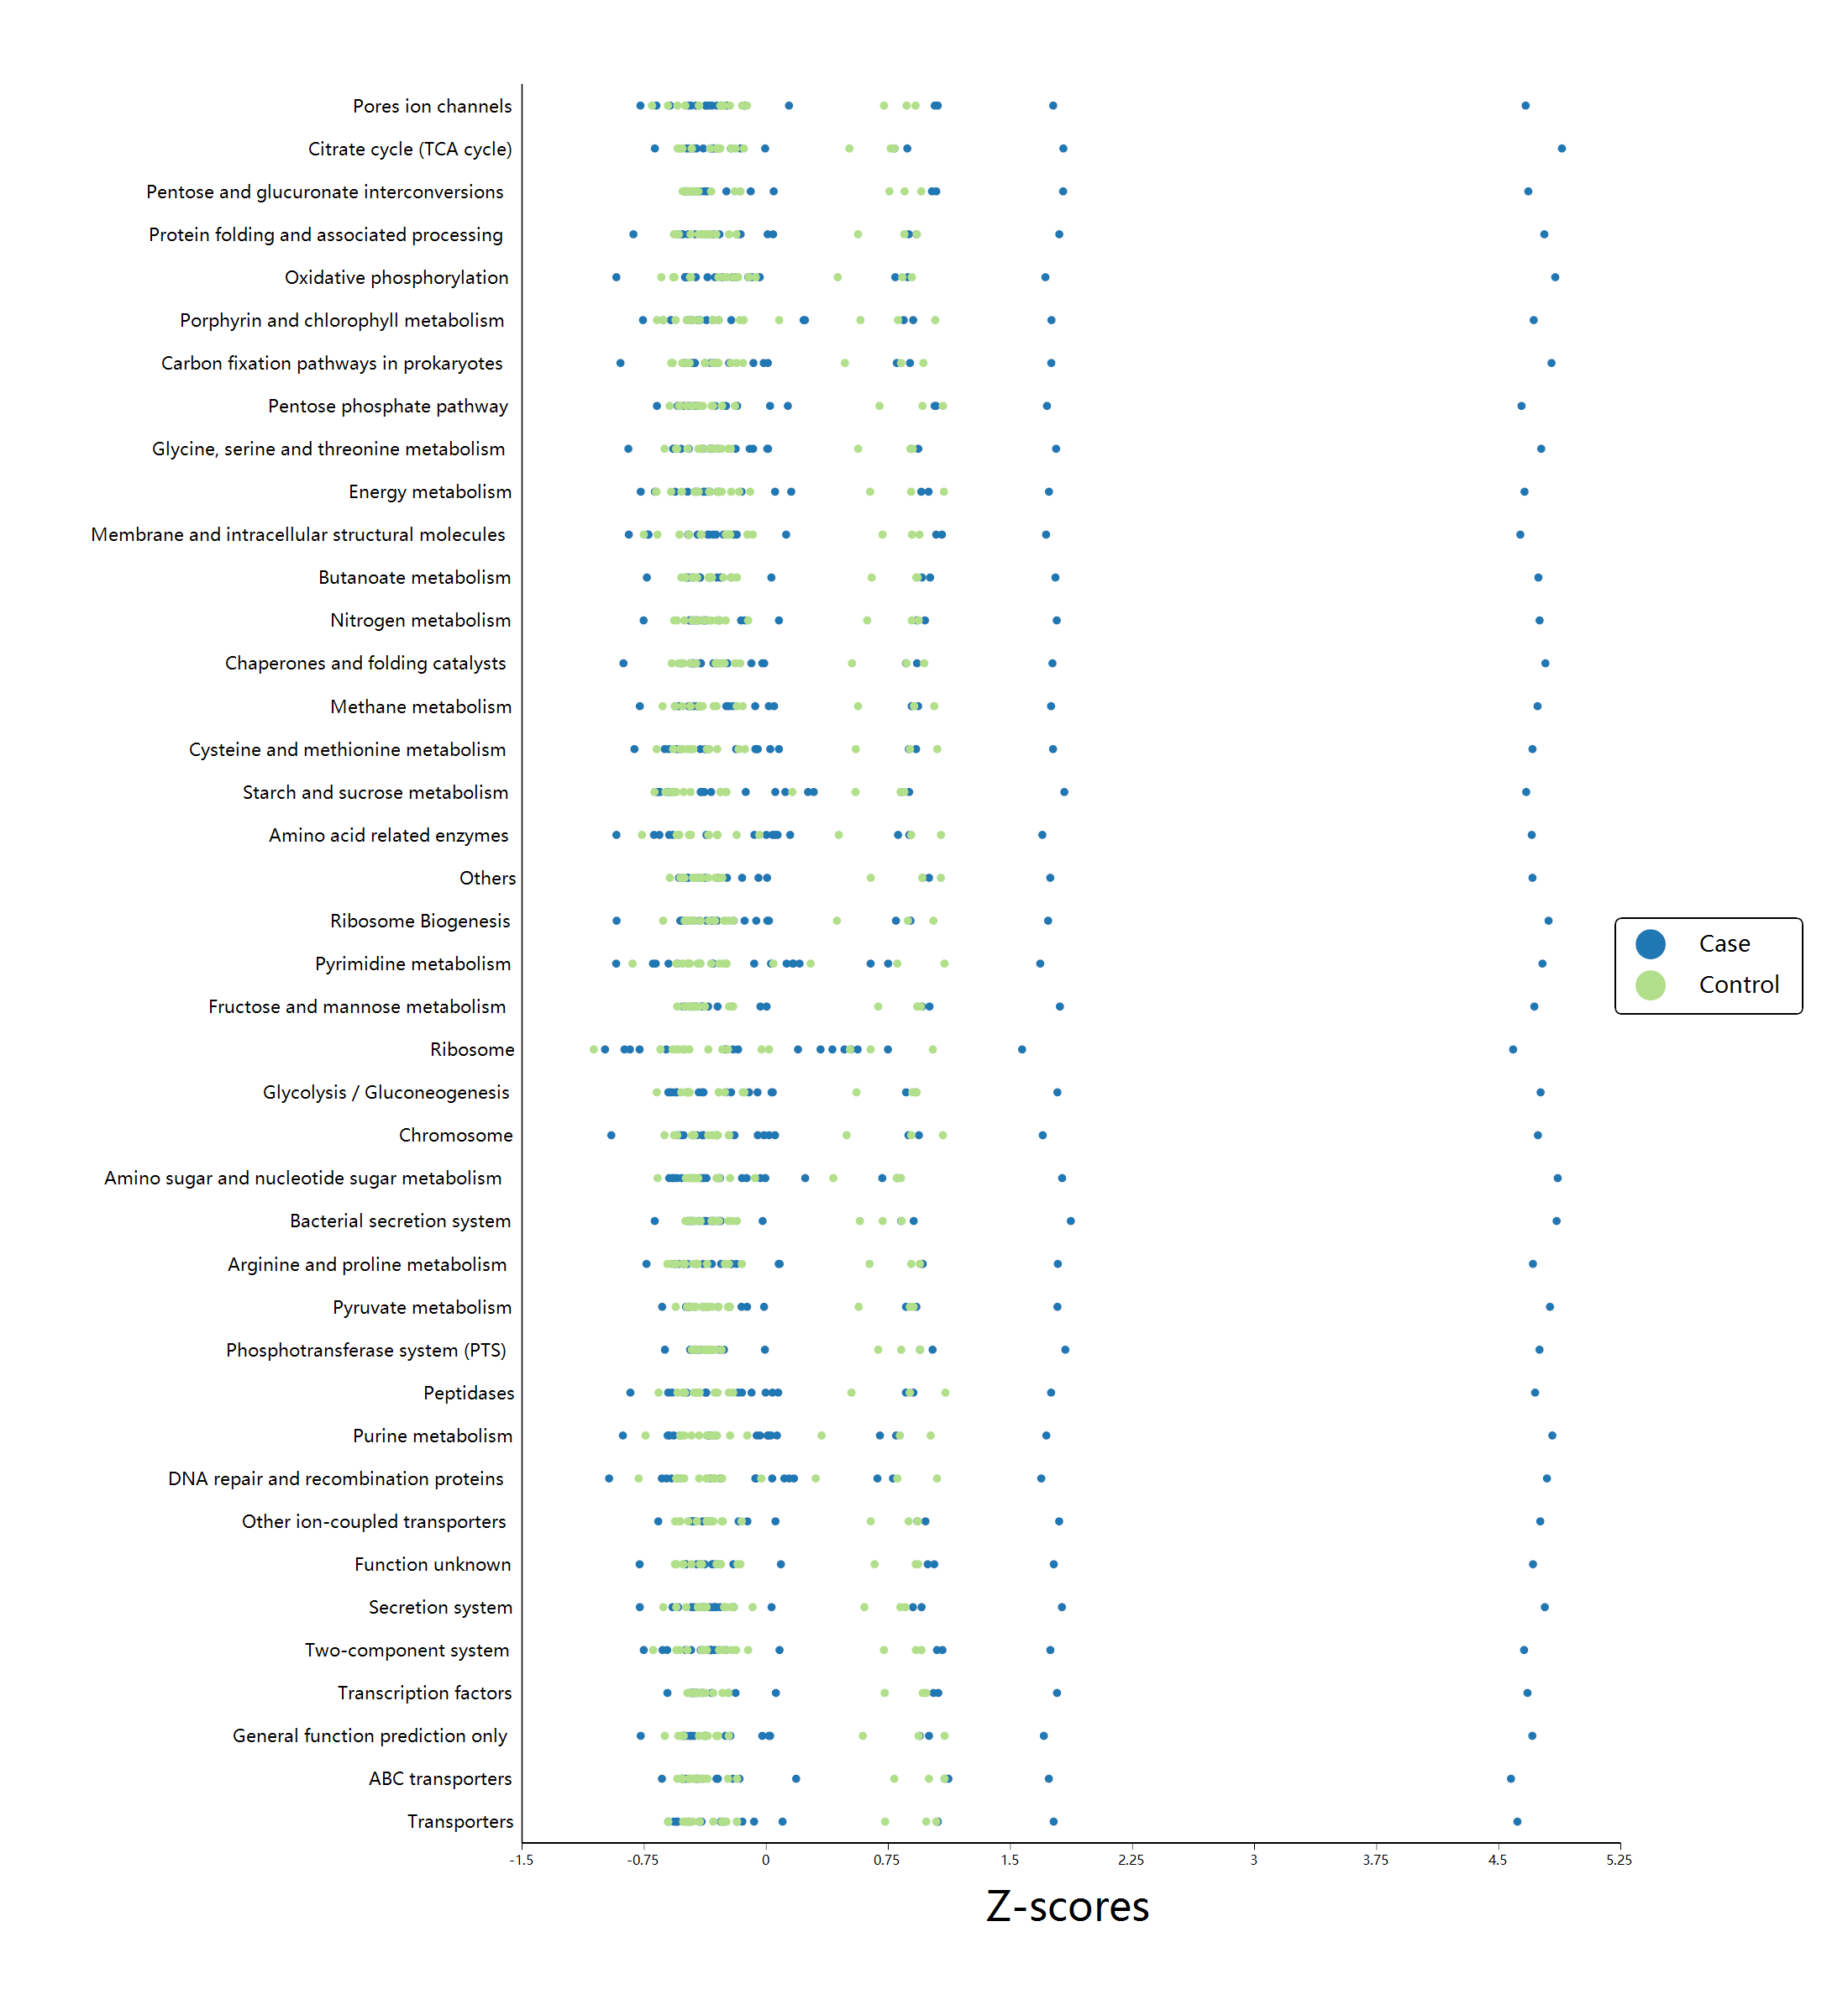 Pores ion channels
Citrate cycle (TCA cycle)
Pentose and glucuronate interconversions
Protein folding and associated processing
Oxidative phosphorylation
Porphyrin and chlorophyll metabolism
Carbon fixation pathways in prokaryotes
Pentose phosphate pathway
Glycine, serine and threonine metabolism
Energy metabolism
Membrane and intracellular structural molecules
Butanoate metabolism
Nitrogen metabolism
Chaperones and folding catalysts
Methane metabolism
Cysteine and methionine metabolism
Starch and sucrose metabolism
Amino acid related enzymes
Others
Ribosome Biogenesis
Pyrimidine metabolism
Fructose and mannose metabolism
Ribosome
Glycolysis / Gluconeogenesis
Chromosome
Amino sugar and nucleotide sugar metabolism
Bacterial secretion system
Arginine and proline metabolism
Pyruvate metabolism
Phosphotransferase system (PTS)
Peptidases
Purine metabolism
DNA repair and recombination proteins
Other ion-coupled transporters
Function unknown
Secretion system
Two-component system
Transcription factors
General function prediction only
ABC transporters
Transporters
-1.5 -0.75 0 0.75 1.5 2.25 3 3.75 4.5 5.25
Z-scores
Case
Control